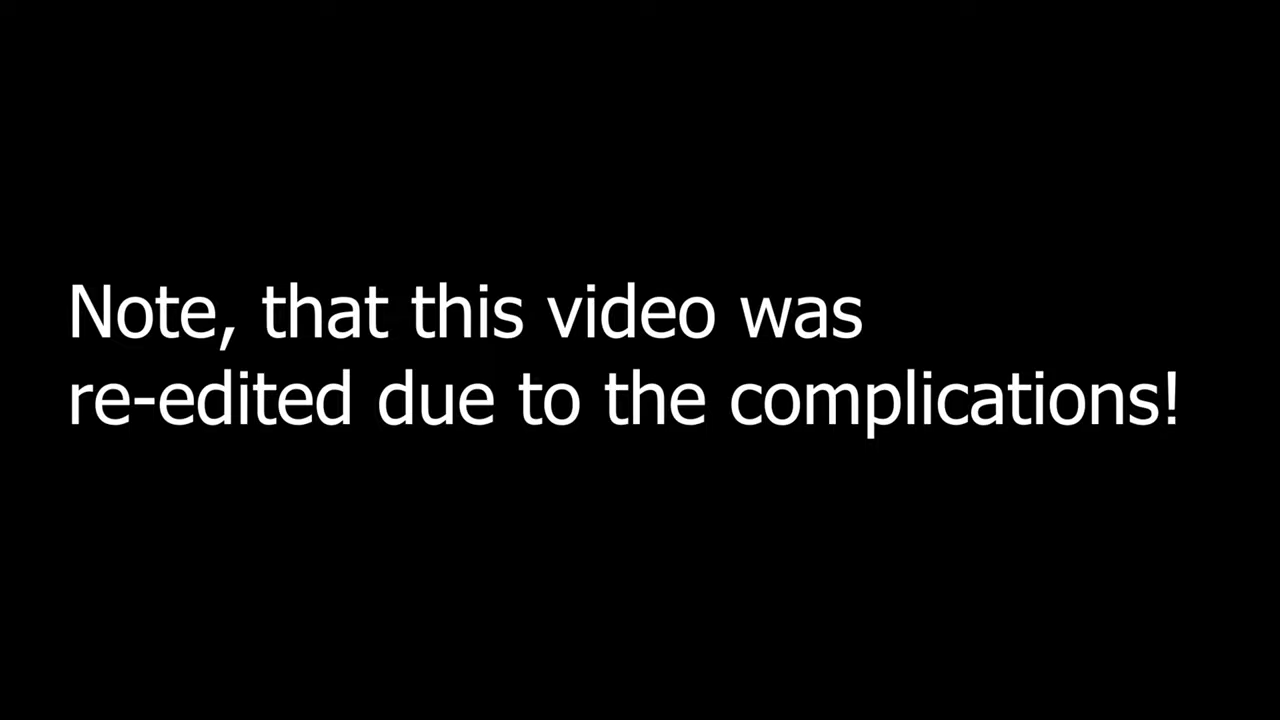 Note, that this video was
re-edited due to the complications!